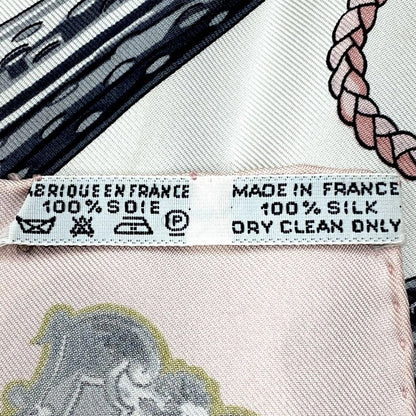 ABRIQUE EN FRANCE
100% SOIE
P
MADE IN FRANCE
100% SILK
DRY CLEAN ONLY